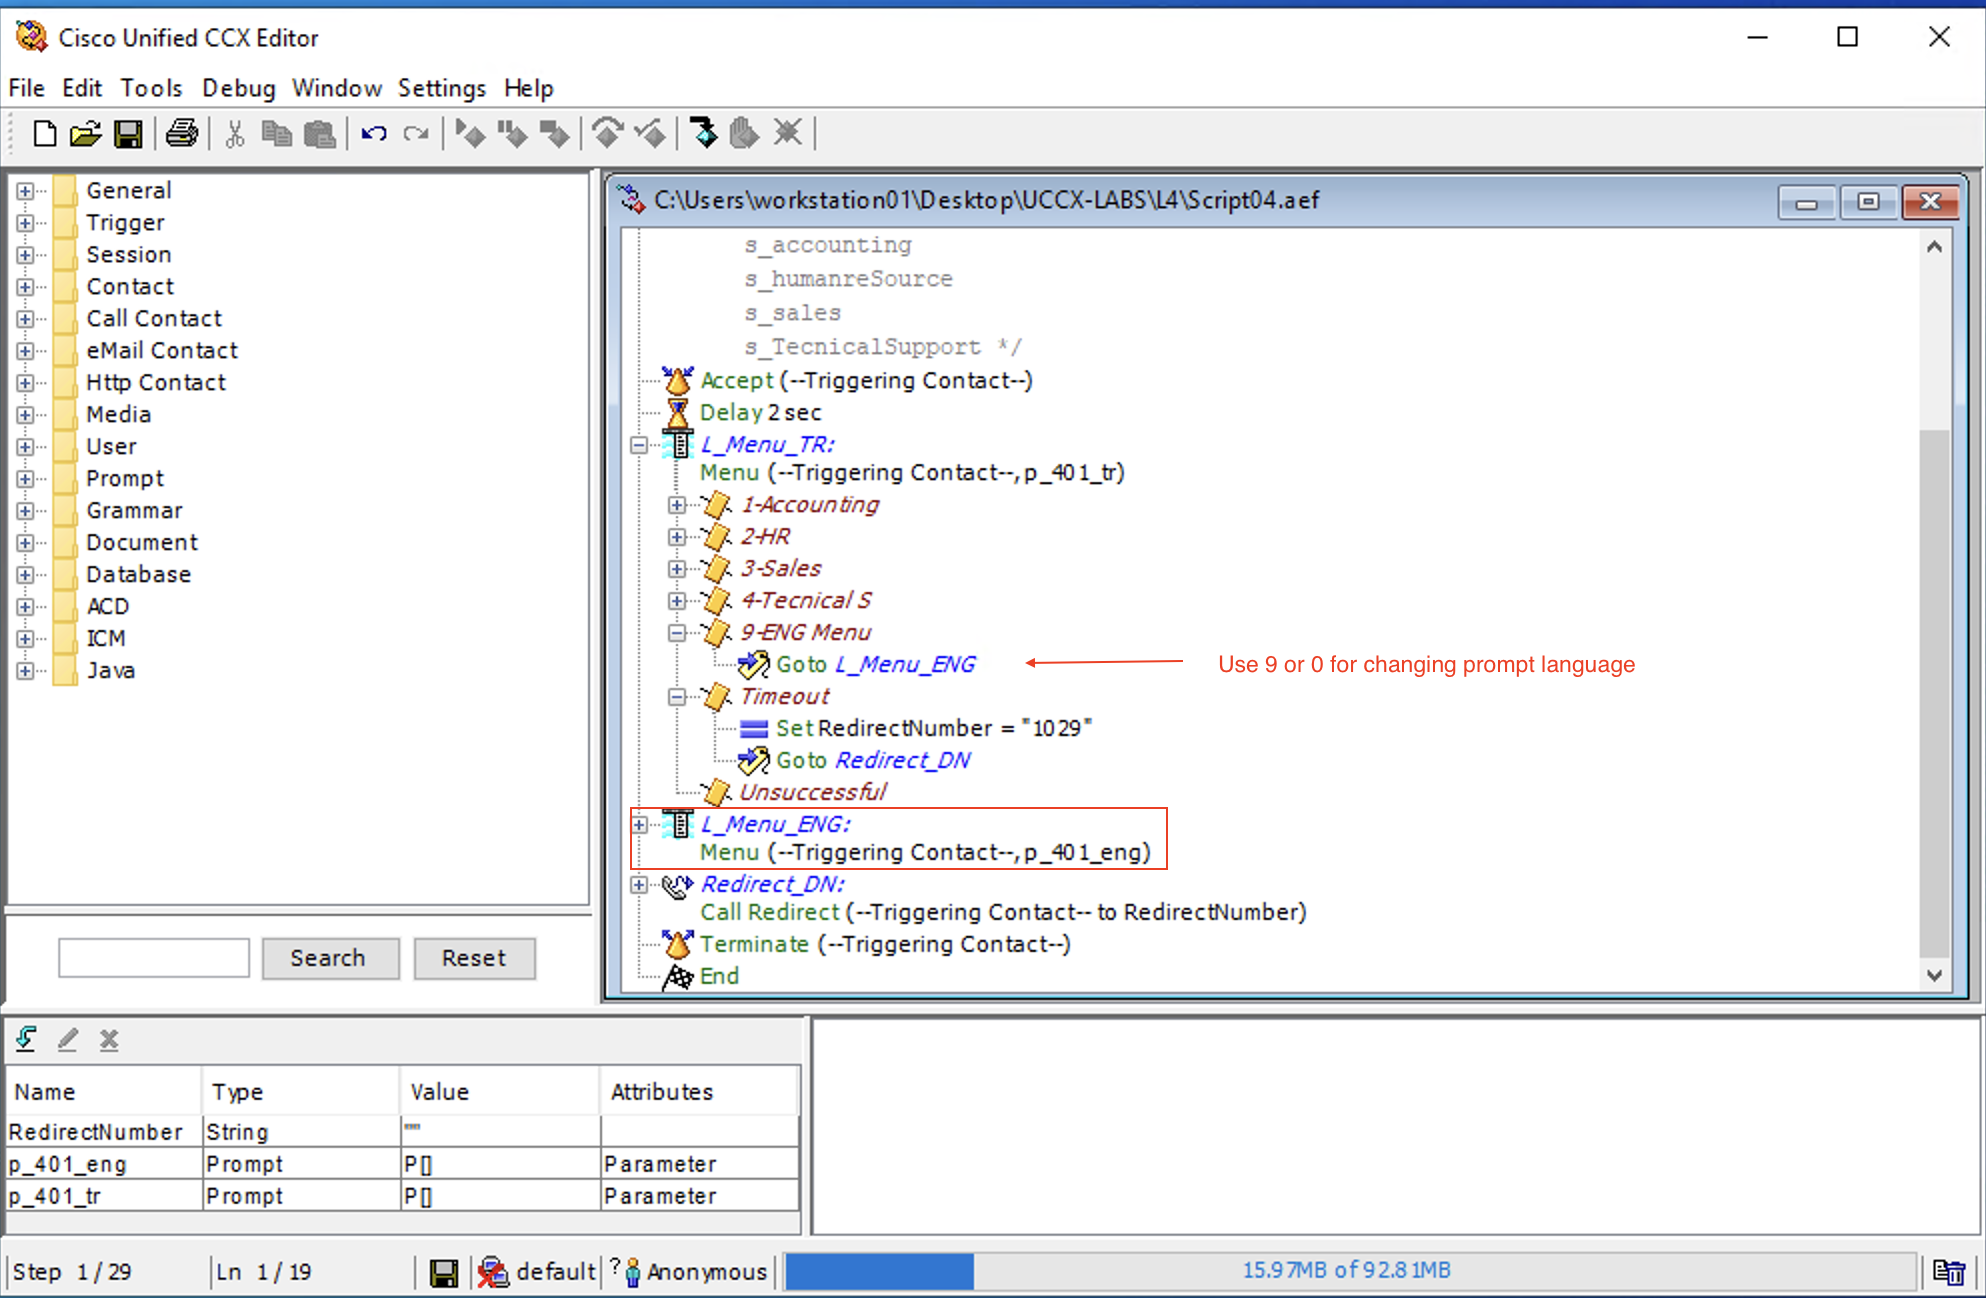 Cisco Unified CCX Editor
File Edit Tools Debug Window Settings Help
General
Trigger
Session
Contact
Call Contact
eMail Contact
Http Contact
Media
User
Prompt
Grammar
Document
Database
ACD
ICM
Java
Search Reset
C:\Users\workstation01\Desktop\UCCX-LABS\L4\Script04.aef
s_accounting
s_humanreSource
s_sales
s_TecnicalSupport */
Accept (--Triggering Contact--)
Delay 2 sec
L_Menu_TR:
Menu (--Triggering Contact--, p_401_tr)
1-Accounting
2-HR
3-Sales
4-Tecnical S
9-ENG Menu
Goto L_Menu_ENG
Use 9 or 0 for changing prompt language
Timeout
Set RedirectNumber = "1029"
Goto Redirect_DN
Unsuccessful
L_Menu_ENG:
Menu (--Triggering Contact--, p_401_eng)
Redirect_DN:
Call Redirect (--Triggering Contact-- to RedirectNumber)
Terminate (--Triggering Contact--)
End
Name Type Value Attributes
RedirectNumber String ""
p_401_eng Prompt P[] Parameter
p_401_tr Prompt P[] Parameter
Step 1 / 29 Ln 1 / 19 default ? Anonymous 15.97MB of 92.81MB